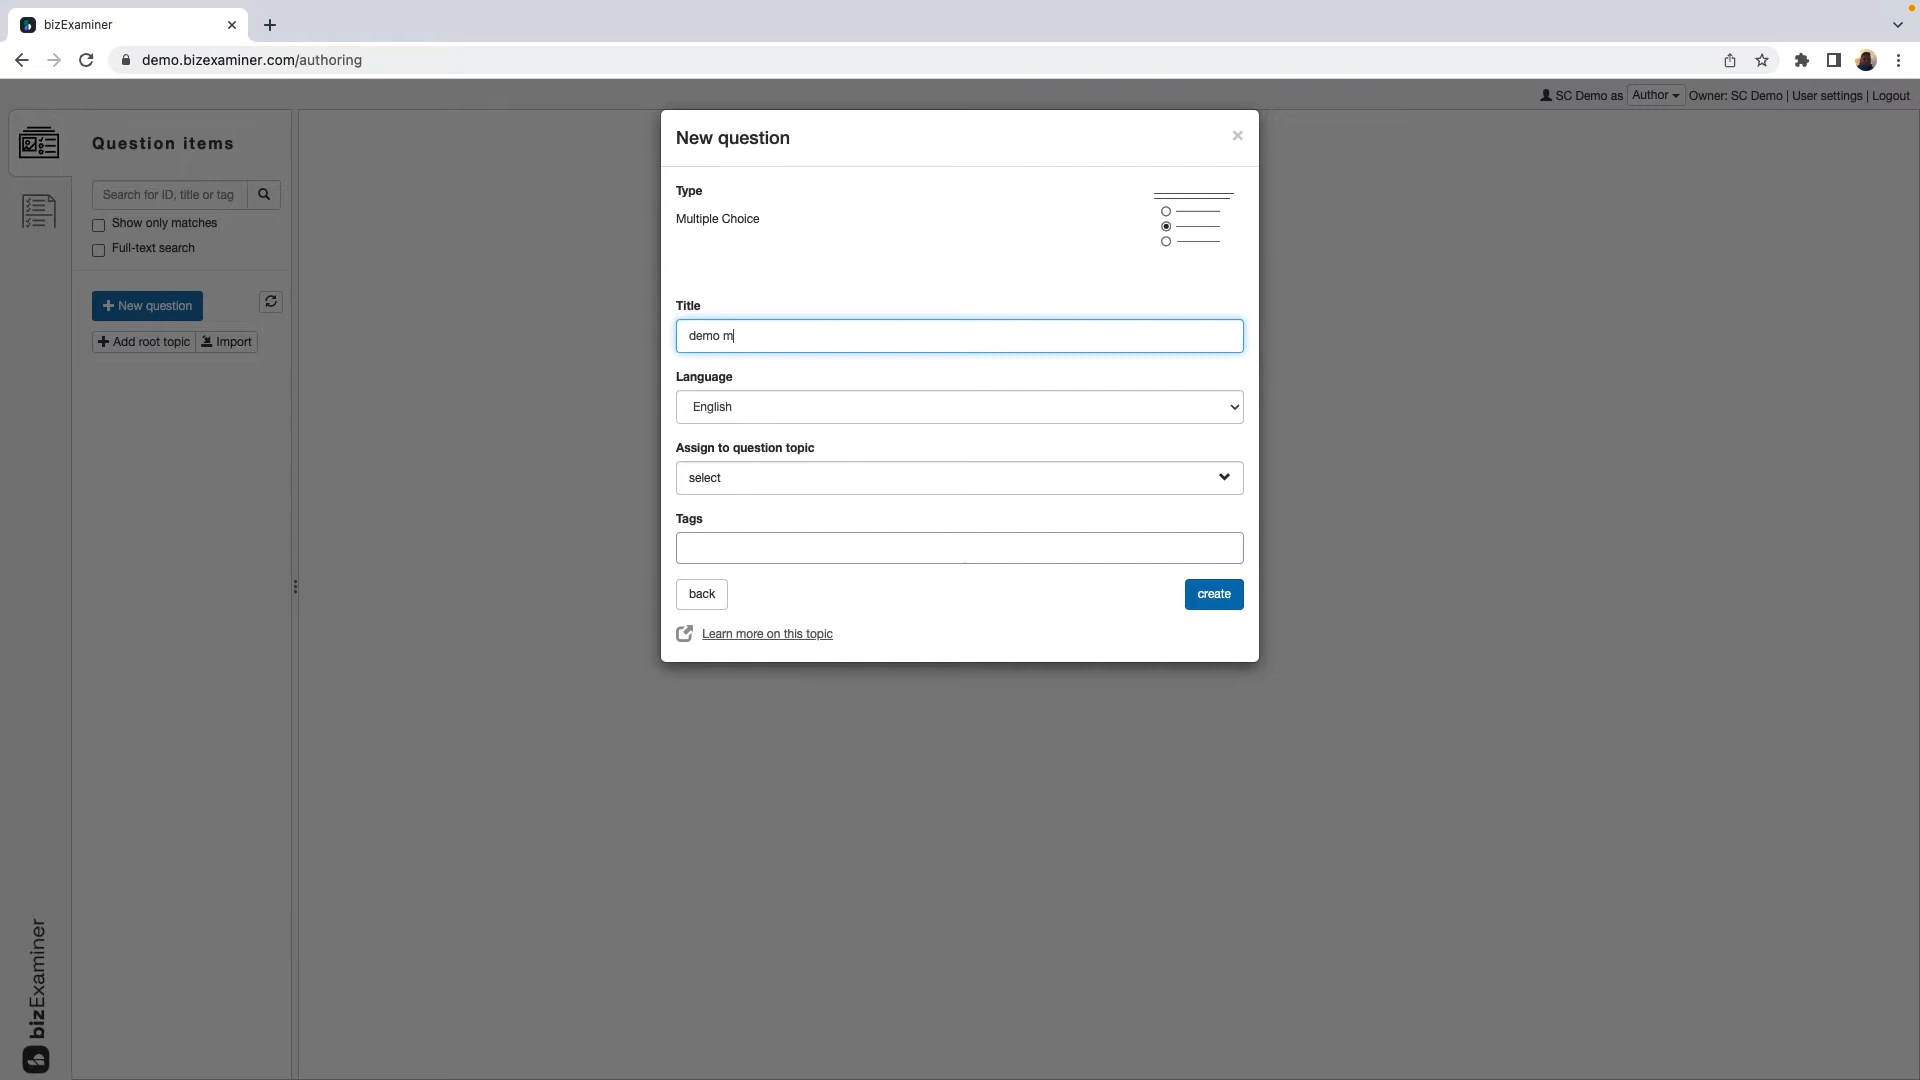 bizExaminer
demo.bizexaminer.com/authoring
SC Demo as Author Owner: SC Demo | User settings | Logout
Question items
Search for ID, title or tag
Show only matches
Full-text search
New question
Add root topic Import
bizExaminer
New question
×
Type
Multiple Choice
Title
demo m
Language
English
Assign to question topic
select
Tags
back
create
Learn more on this topic